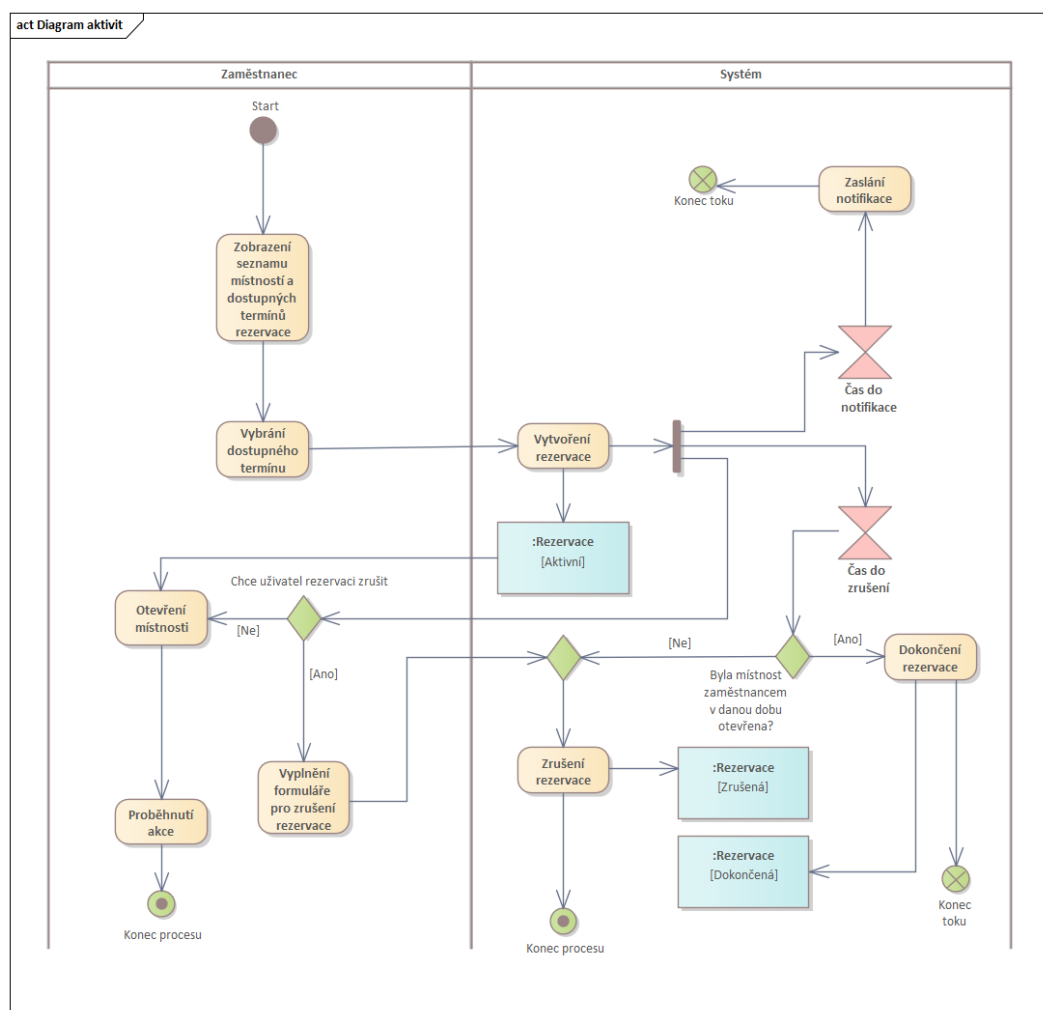 act Diagram aktivit
Zaměstnanec
Systém
Start
Zaslání
notifikace
Konec toku
Zobrazení
seznamu
místností a
dostupných
termínů
rezervace
Čas do
notifikace
Vybrání
dostupného
termínu
Vytvoření
rezervace
:Rezervace
[Aktivní]
Čas do
zrušení
Chce uživatel rezervaci zrušit
Otevření
místnosti
[Ne]
[Ano]
[Ne]
[Ano]
Byla místnost
zaměstnancem
v danou dobu
otevřena?
Dokončení
rezervace
Vyplnění
formuláře
pro zrušení
rezervace
Zrušení
rezervace
:Rezervace
[Zrušená]
Proběhnutí
akce
:Rezervace
[Dokončená]
Konec
toku
Konec procesu
Konec procesu